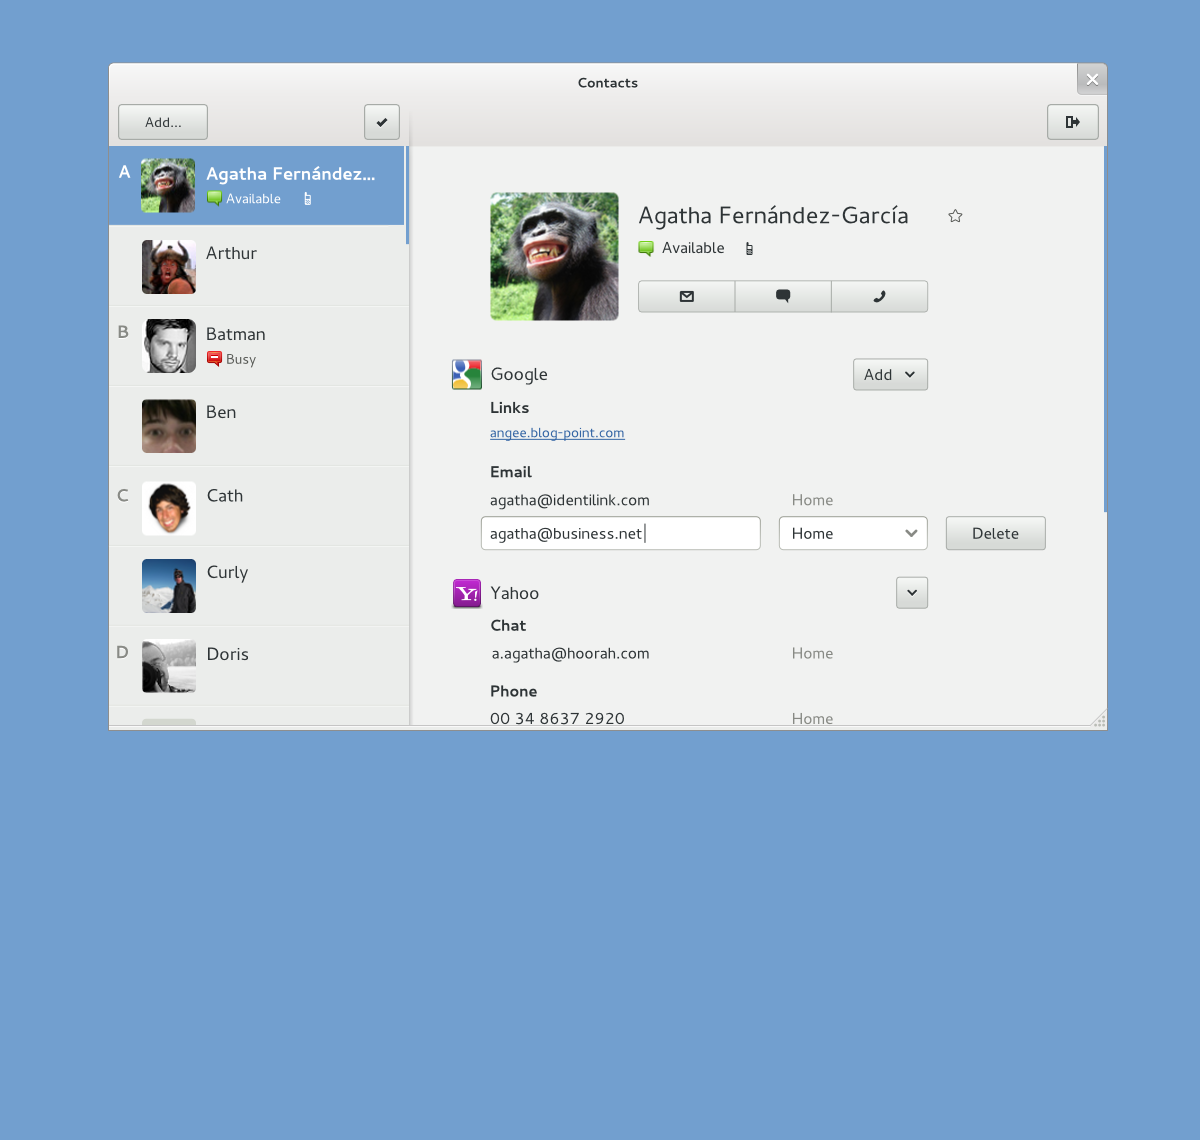 Contacts
Add...
A
Agatha Fernández...
Available
Arthur
B
Batman
Busy
Ben
C
Cath
Curly
D
Doris
Agatha Fernández-García
Available
Google
Add
Links
angee.blog-point.com
Email
agatha@identilink.com Home
agatha@business.net Home Delete
Y! Yahoo
Chat
a.agatha@hoorah.com Home
Phone
00 34 8637 2920 Home